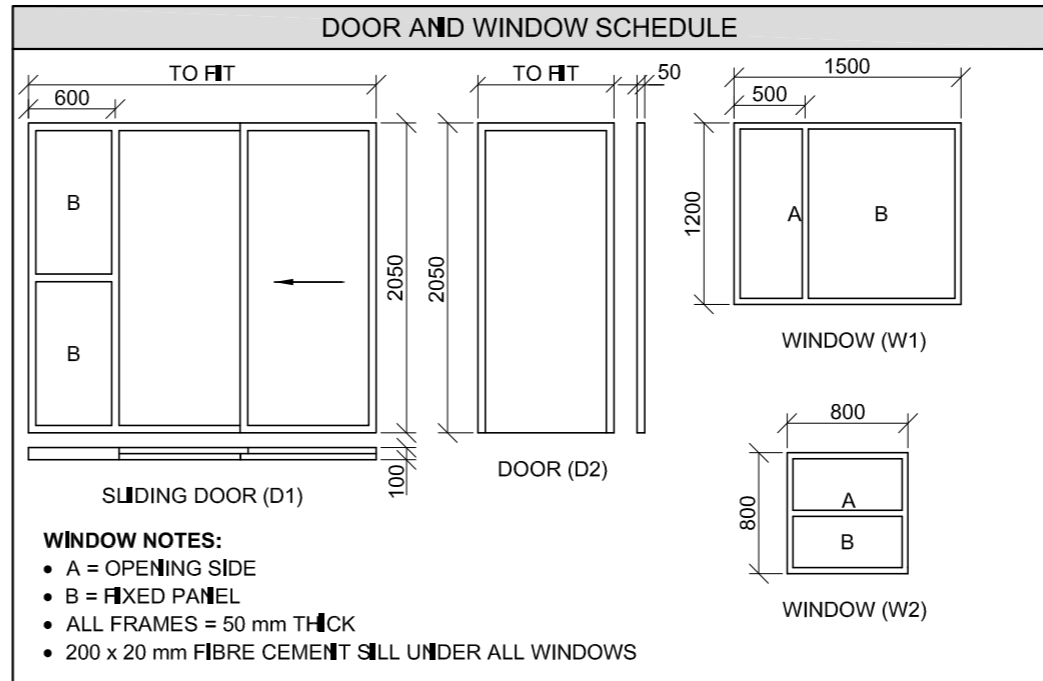 DOOR AND WINDOW SCHEDULE
TO FIT
600
B
B
2050
100
SLIDING DOOR (D1)
TO FIT
50
2050
DOOR (D2)
1500
500
1200
A
B
WINDOW (W1)
800
800
A
B
WINDOW (W2)
WINDOW NOTES:
• A = OPENING SIDE
• B = FIXED PANEL
• ALL FRAMES = 50 mm THICK
• 200 x 20 mm FIBRE CEMENT SILL UNDER ALL WINDOWS